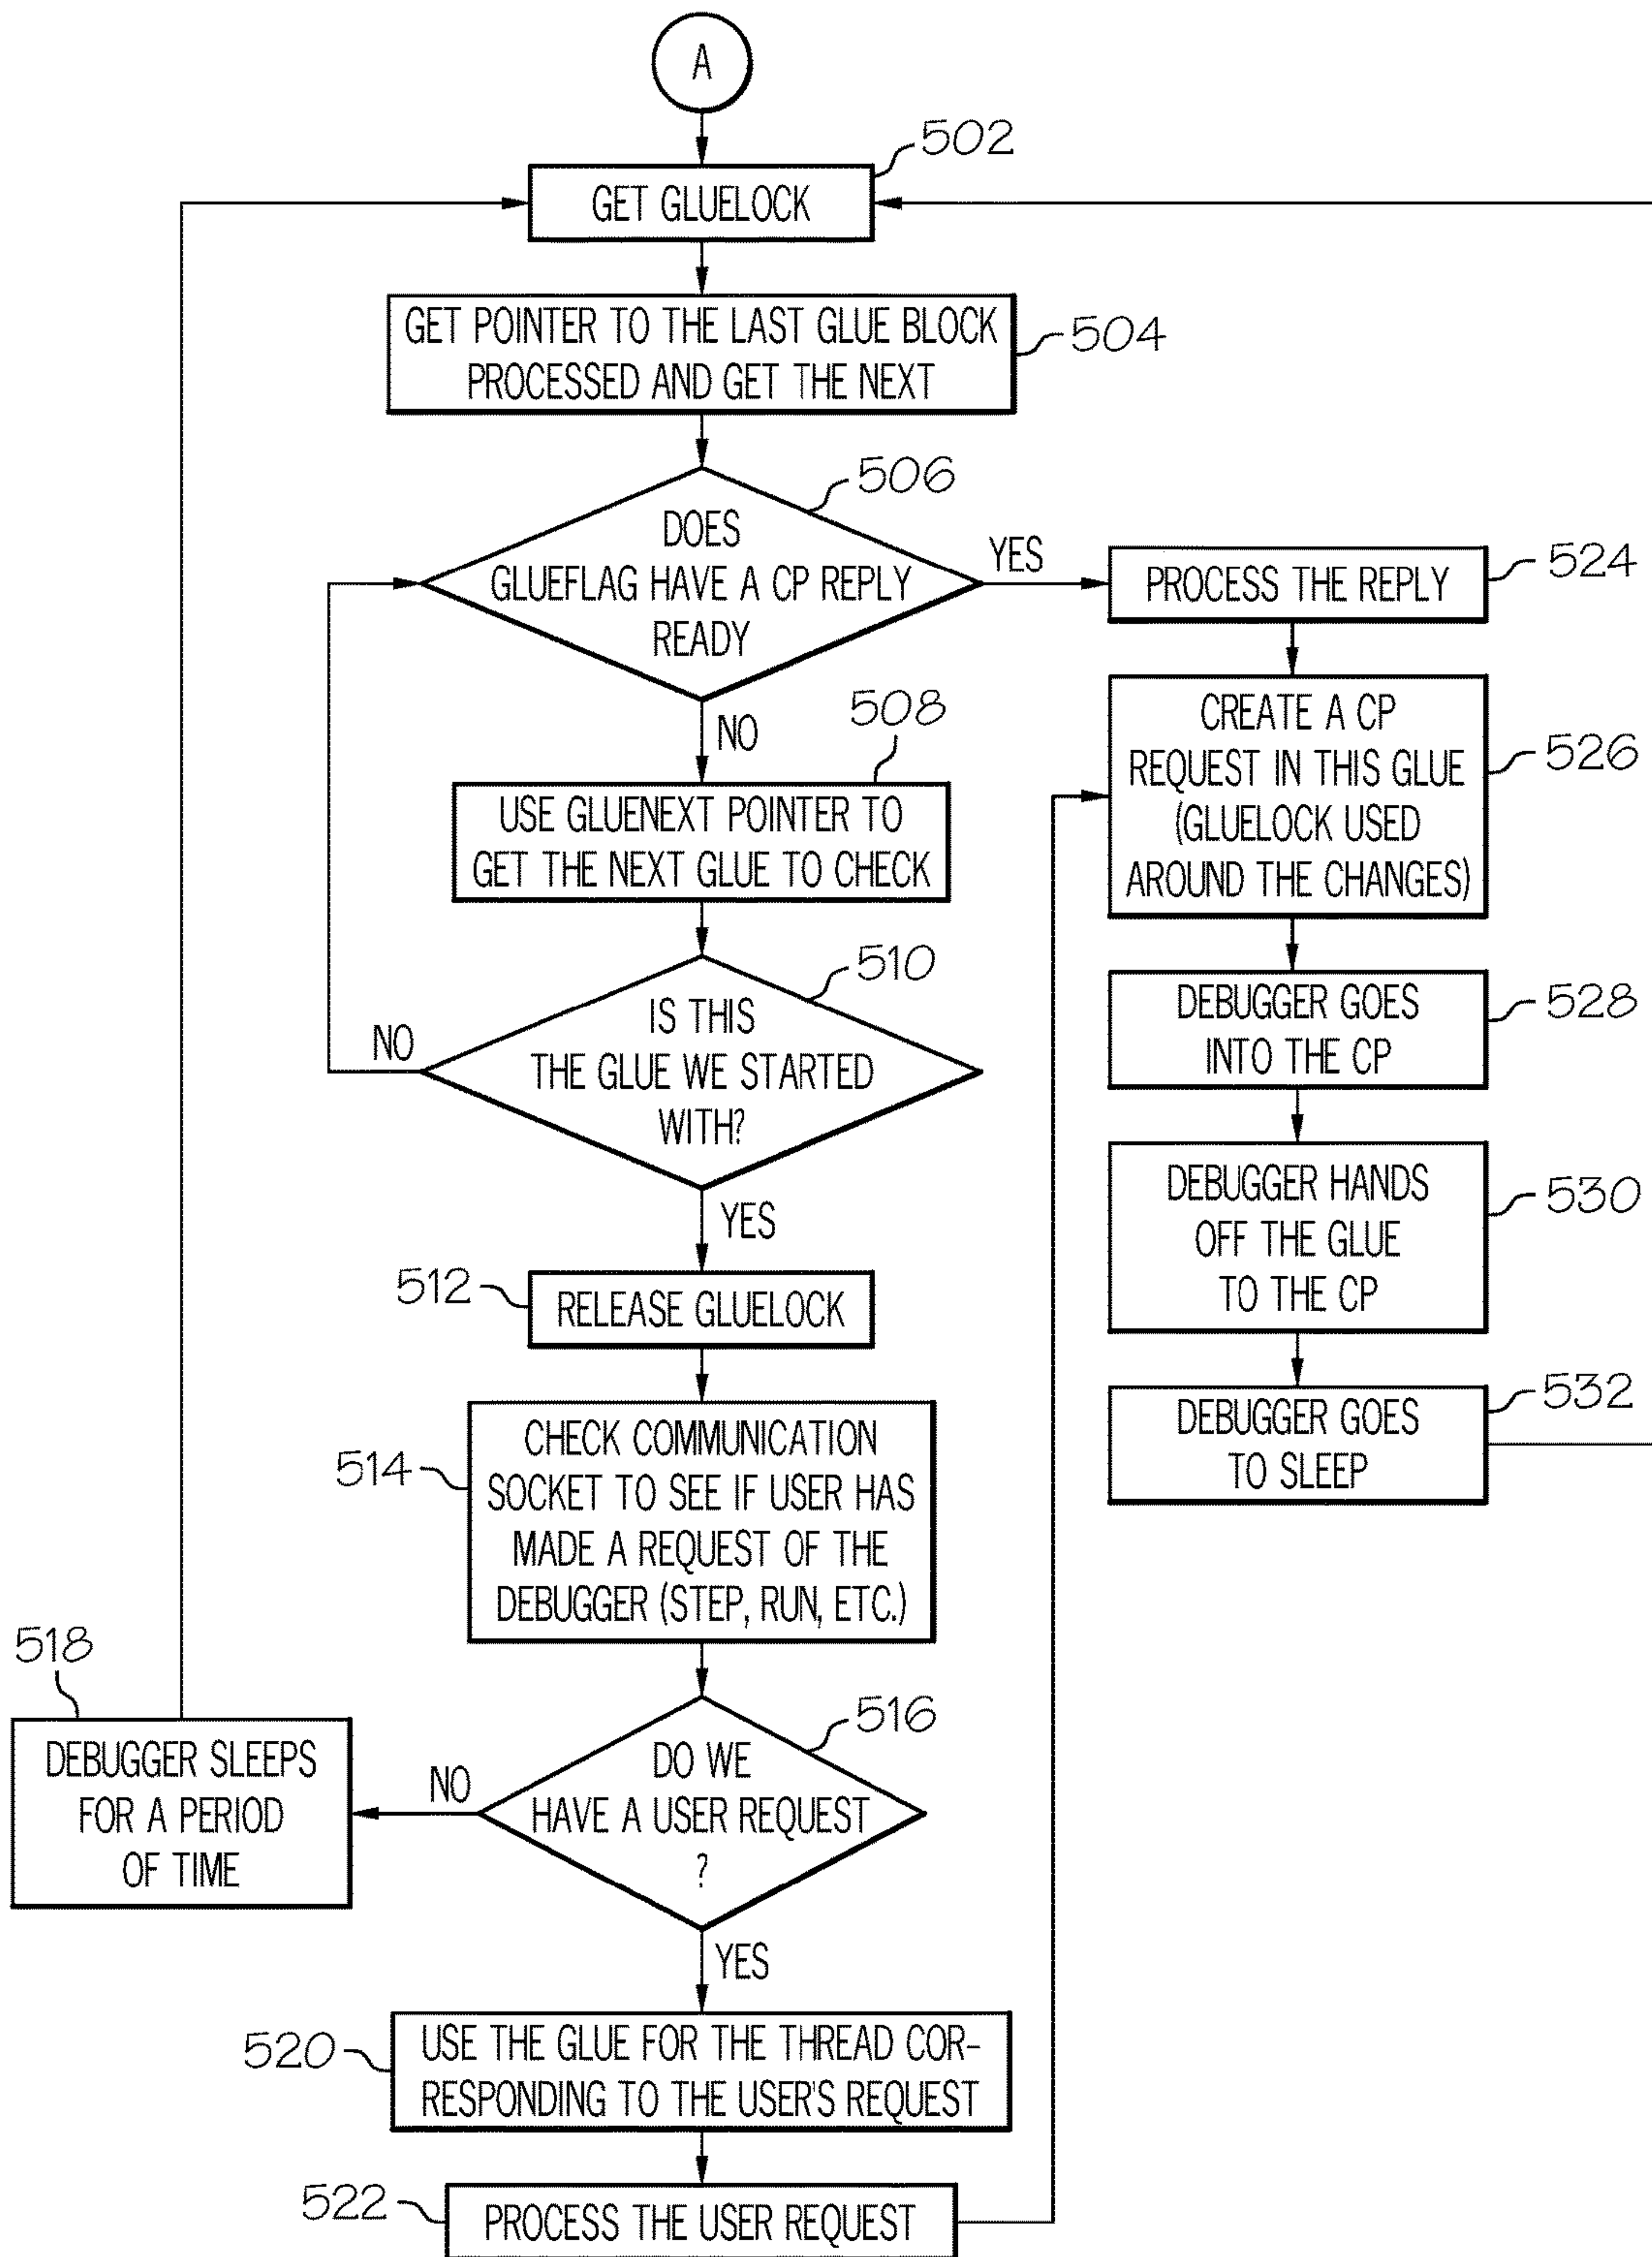 A
502
GET GLUELOCK
GET POINTER TO THE LAST GLUE BLOCK
PROCESSED AND GET THE NEXT
504
506
DOES
GLUEFLAG HAVE A CP REPLY
READY
YES
NO
PROCESS THE REPLY
524
508
USE GLUENEXT POINTER TO
GET THE NEXT GLUE TO CHECK
CREATE A CP
REQUEST IN THIS GLUE
(GLUELOCK USED
AROUND THE CHANGES)
526
510
IS THIS
THE GLUE WE STARTED
WITH?
NO
YES
DEBUGGER GOES
INTO THE CP
528
DEBUGGER HANDS
OFF THE GLUE
TO THE CP
530
512
RELEASE GLUELOCK
DEBUGGER GOES
TO SLEEP
532
514
CHECK COMMUNICATION
SOCKET TO SEE IF USER HAS
MADE A REQUEST OF THE
DEBUGGER (STEP, RUN, ETC.)
516
DO WE
HAVE A USER REQUEST
?
NO
YES
518
DEBUGGER SLEEPS
FOR A PERIOD
OF TIME
520
USE THE GLUE FOR THE THREAD COR-
RESPONDING TO THE USER'S REQUEST
522
PROCESS THE USER REQUEST